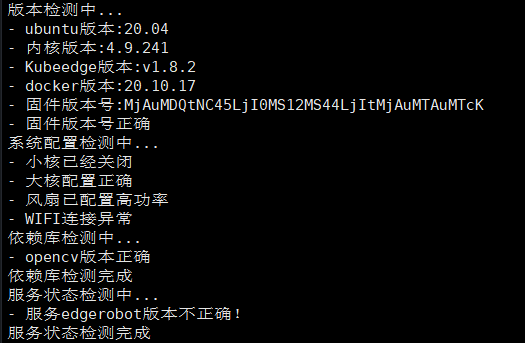 版本检测中...
- ubuntu版本:20.04
- 内核版本:4.9.241
- Kubeedge版本:v1.8.2
- docker版本:20.10.17
- 固件版本号:MjAuMDQtNC45LjI0MS12MS44LjItMjAuMTAuMTcK
- 固件版本号正确
系统配置检测中...
- 小核已经关闭
- 大核配置正确
- 风扇已配置高功率
- WIFI连接异常
依赖库检测中...
- opencv版本正确
依赖库检测完成
服务状态检测中...
- 服务edgerobot版本不正确!
服务状态检测完成